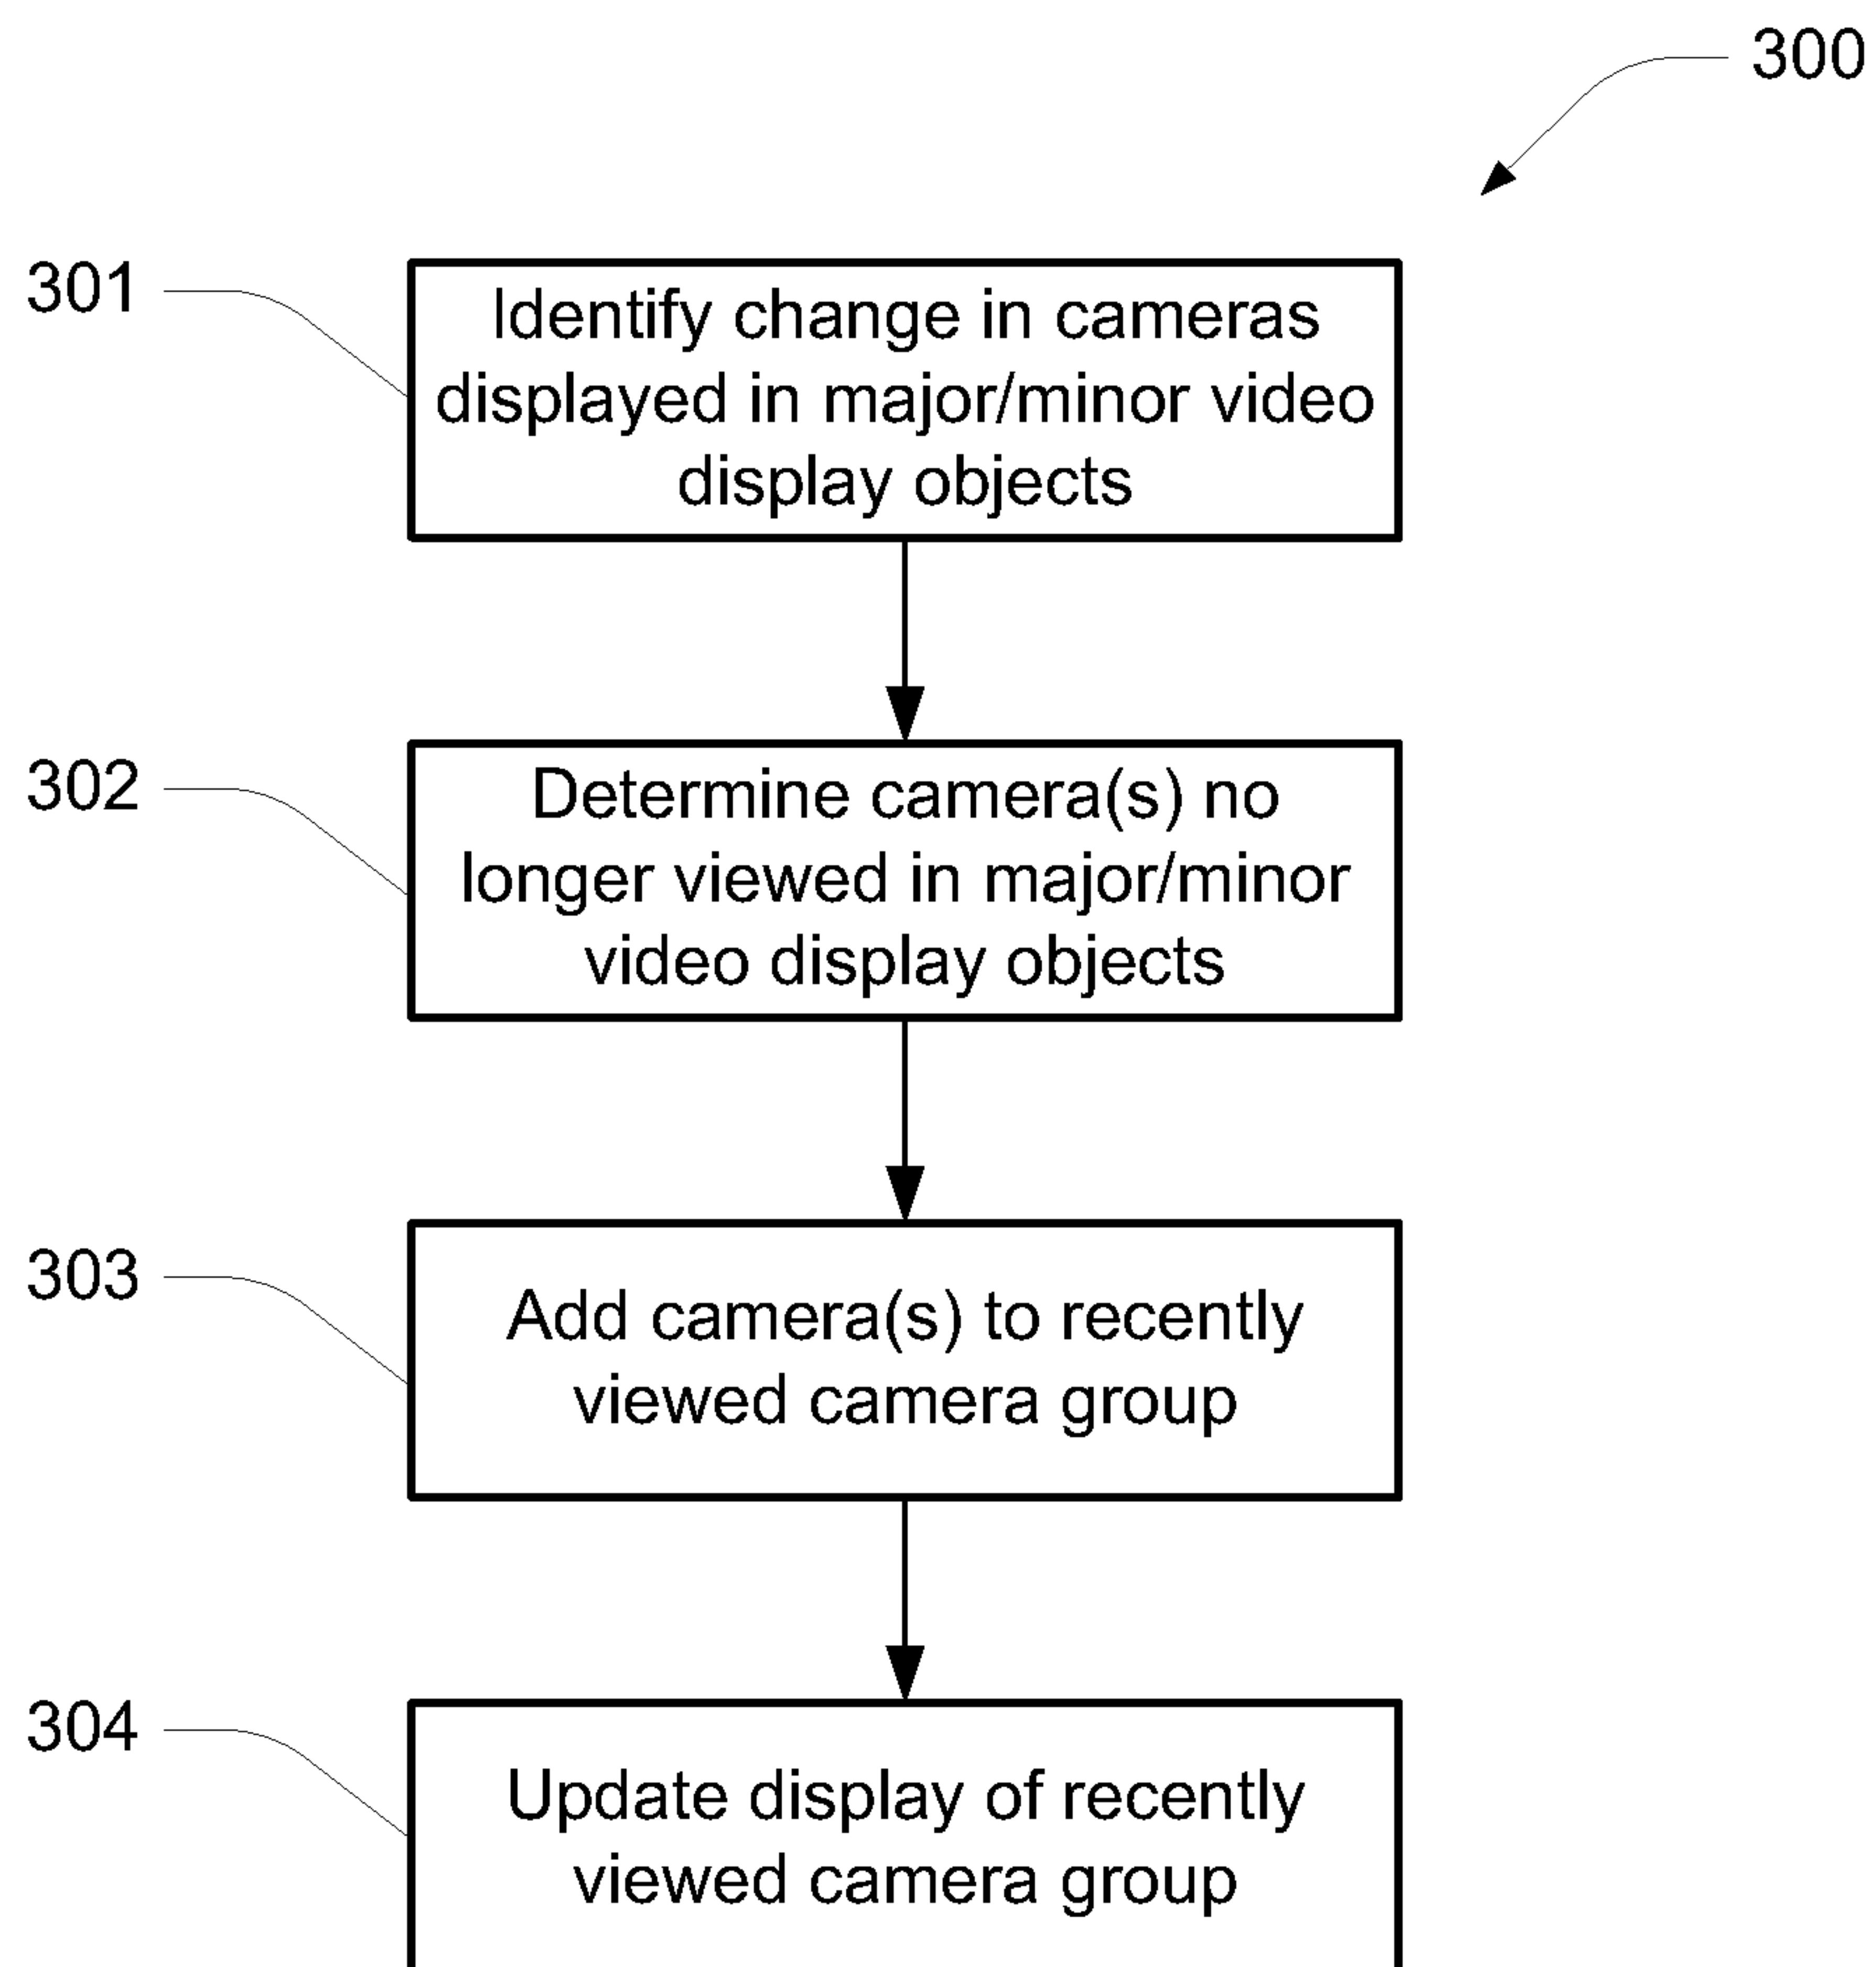 300
301
Identify change in cameras
displayed in major/minor video
display objects
302
Determine camera(s) no
longer viewed in major/minor
video display objects
303
Add camera(s) to recently
viewed camera group
304
Update display of recently
viewed camera group